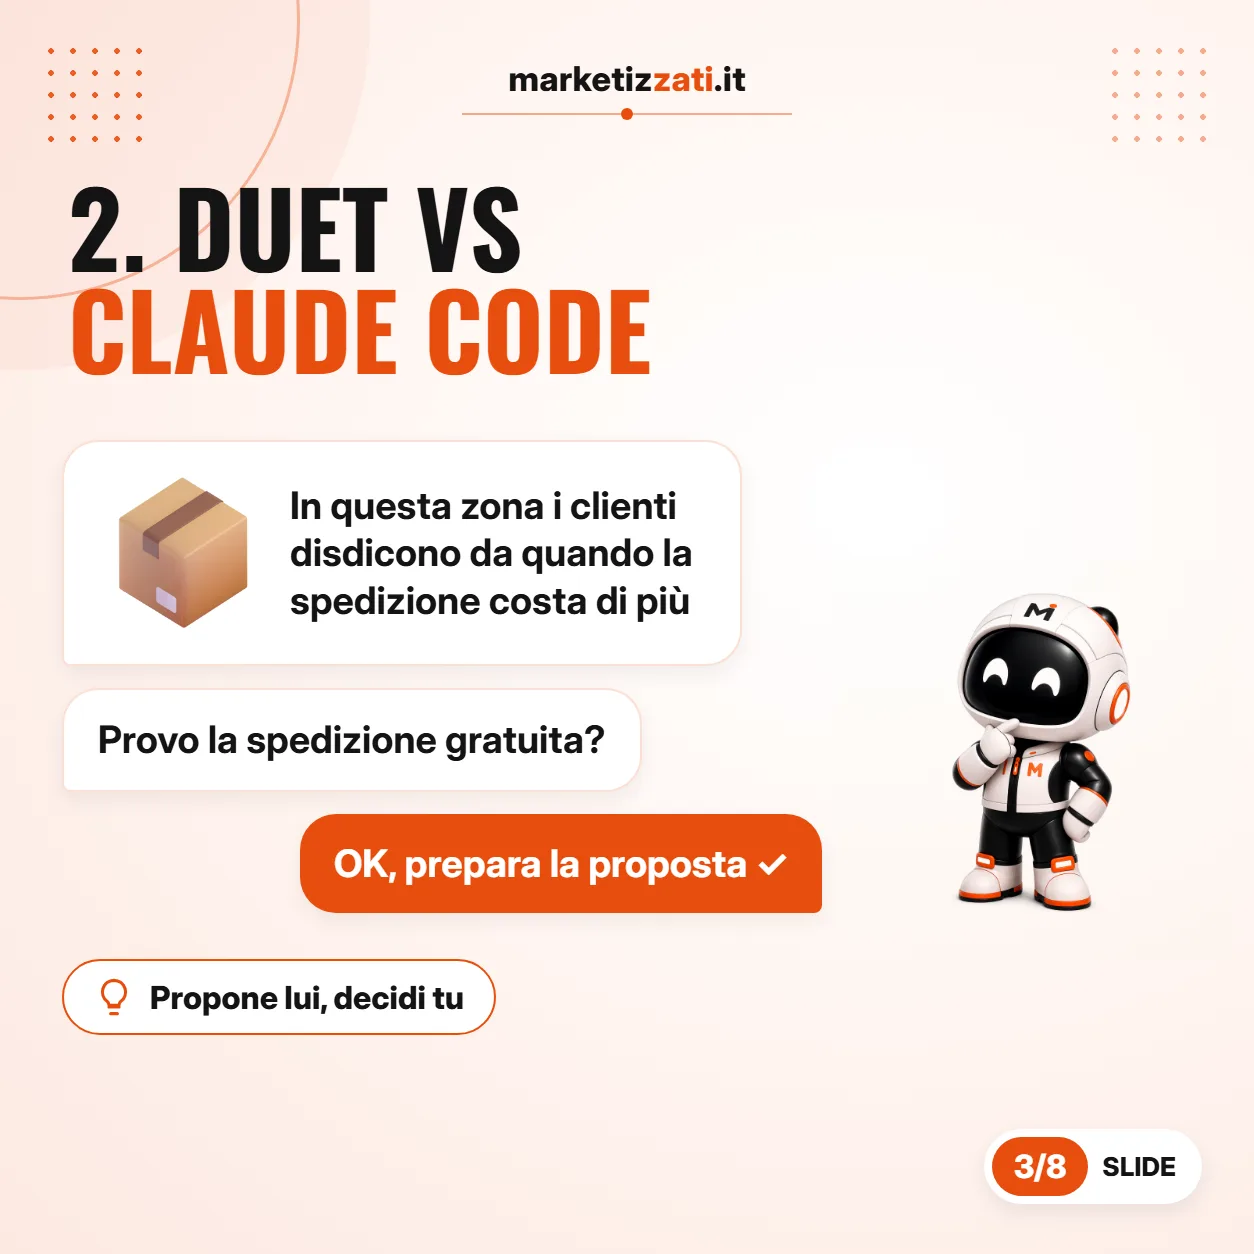 marketizzati.it
2. DUET VS
CLAUDE CODE
In questa zona i clienti
disdicono da quando la
spedizione costa di più
Provo la spedizione gratuita?
OK, prepara la proposta ✓
Propone lui, decidi tu
M
M
3/8 SLIDE